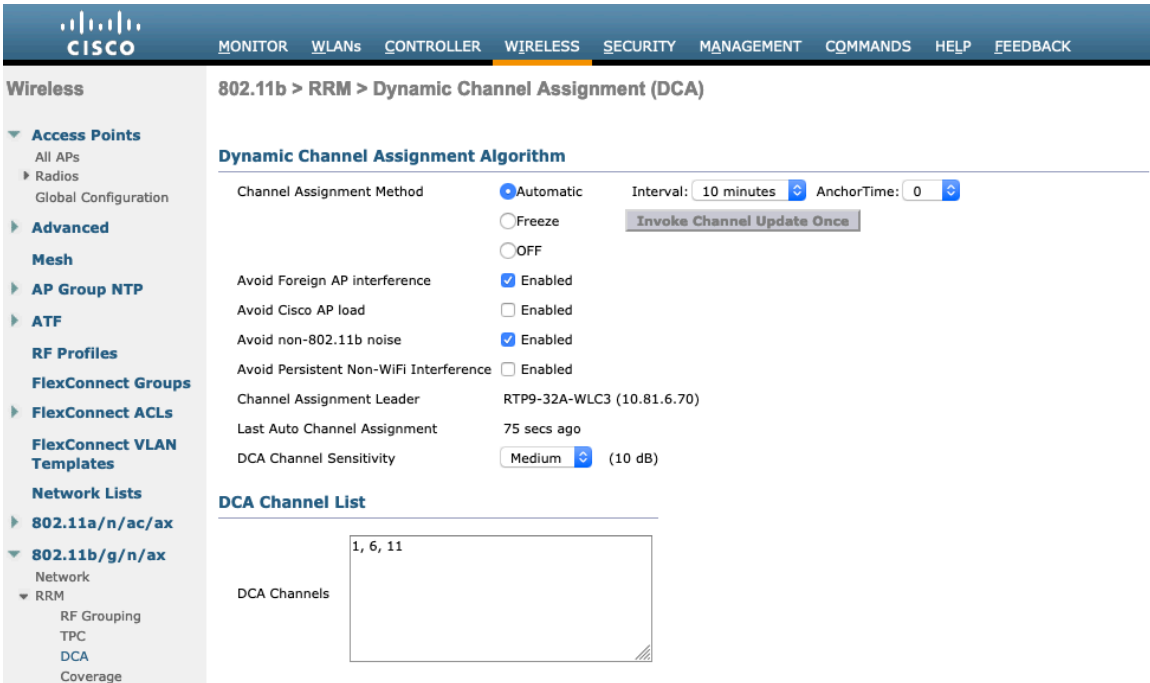 CISCO
MONITOR WLANs CONTROLLER WIRELESS SECURITY MANAGEMENT COMMANDS HELP FEEDBACK
Wireless
Access Points
All APs
Radios
Global Configuration
Advanced
Mesh
AP Group NTP
ATF
RF Profiles
FlexConnect Groups
FlexConnect ACLs
FlexConnect VLAN
Templates
Network Lists
802.11a/n/ac/ax
802.11b/g/n/ax
Network
RRM
RF Grouping
TPC
DCA
Coverage
802.11b > RRM > Dynamic Channel Assignment (DCA)
Dynamic Channel Assignment Algorithm
Channel Assignment Method Automatic Interval: 10 minutes AnchorTime: 0
Freeze Invoke Channel Update Once
OFF
Avoid Foreign AP interference Enabled
Avoid Cisco AP load Enabled
Avoid non-802.11b noise Enabled
Avoid Persistent Non-WiFi Interference Enabled
Channel Assignment Leader RTP9-32A-WLC3 (10.81.6.70)
Last Auto Channel Assignment 75 secs ago
DCA Channel Sensitivity Medium (10 dB)
DCA Channel List
1, 6, 11
DCA Channels